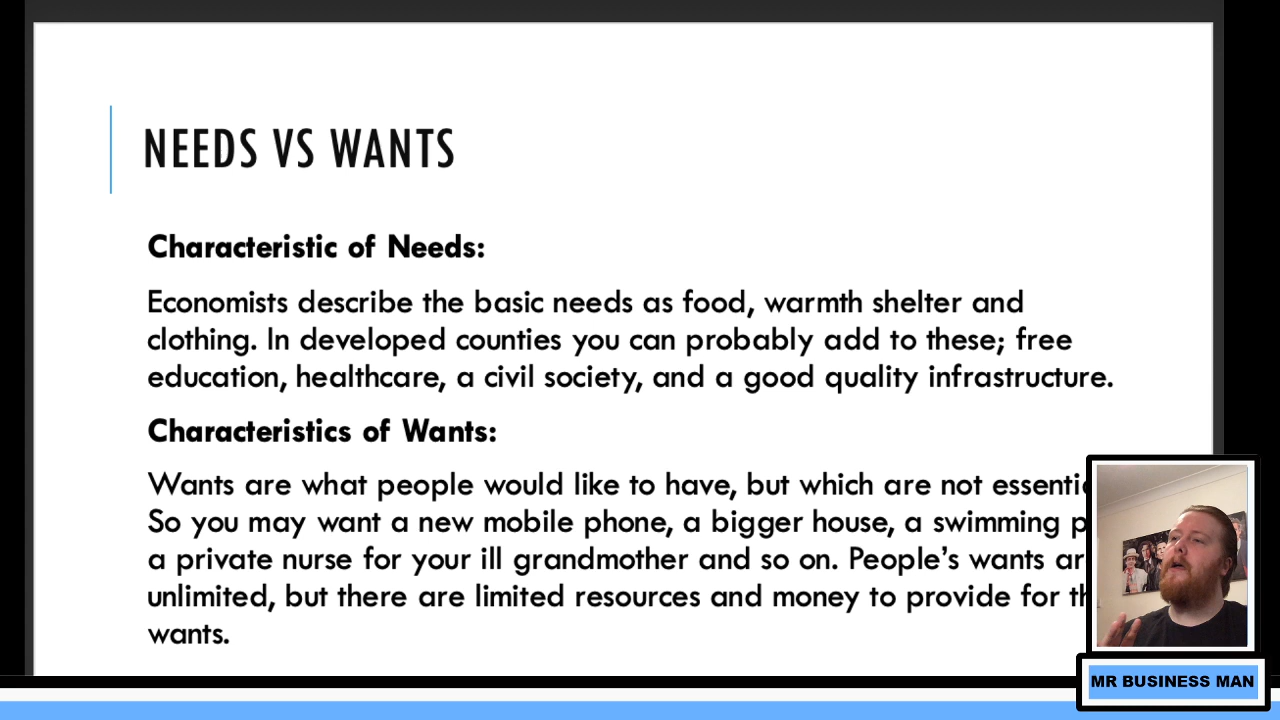 NEEDS VS WANTS
Characteristic of Needs:
Economists describe the basic needs as food, warmth shelter and
clothing. In developed counties you can probably add to these; free
education, healthcare, a civil society, and a good quality infrastructure.
Characteristics of Wants:
Wants are what people would like to have, but which are not
So you may want a new mobile phone, a bigger house, a swimming
a private nurse for your ill grandmother and so on. People's wants
unlimited, but there are limited resources and money to provide for
wants.
MR BUSINESS MAN